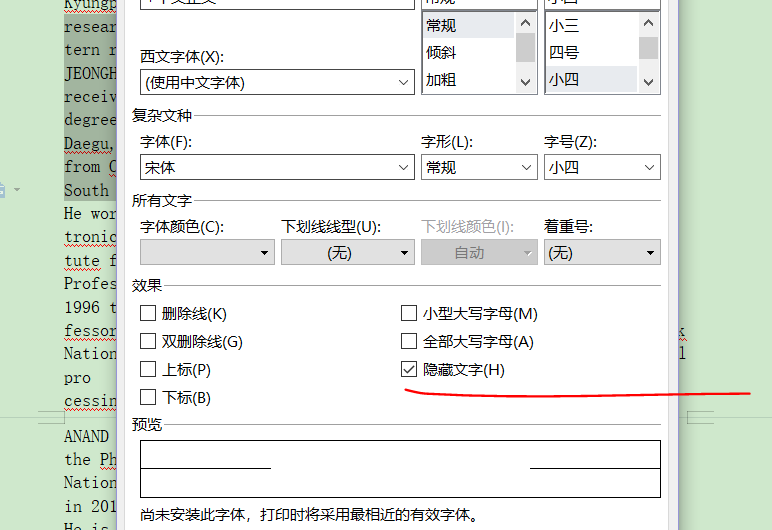 Kyungp
常规
小三
resear
西文字体(X):
倾斜
四号
tern r
JEONGH
(使用中文字体)
加粗
小四
receiv
degree
复杂文种
Daegu,
字体(F):
字形(L):
字号(Z):
from C
宋体
常规
小四
South
所有文字
He wor
字体颜色(C):
下划线线型(U):
下划线颜色(I):
着重号:
tronic
(无)
自动
(无)
tute f
Profes
效果
1996 t
删除线(K)
小型大写字母(M)
fessor
双删除线(G)
全部大写字母(A)
k
Nation
l
上标(P)
隐藏文字(H)
pro
cessin
下标(B)
预览
ANAND
the Ph
Nation
in 201
尚未安装此字体，打印时将采用最相近的有效字体。
He is